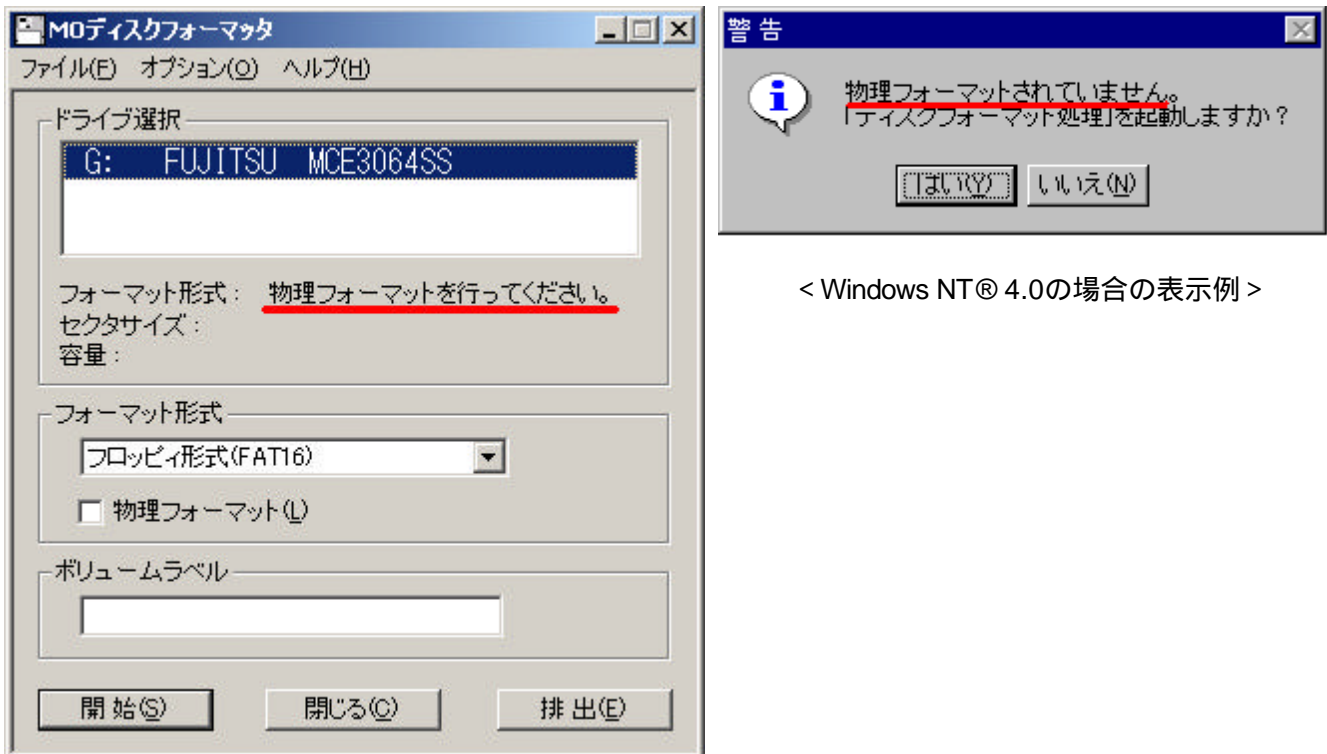 MOディスクフォーマッタ
ファイル(F) オプション(O) ヘルプ(H)
ドライブ選択
G: FUJITSU MCE3064SS
フォーマット形式： 物理フォーマットを行ってください。
セクタサイズ：
容量：
フォーマット形式
フロッピィ形式(FAT16)
物理フォーマット(L)
ボリュームラベル
開始(S) 閉じる(C) 排出(E)
警告
物理フォーマットされていません。
「ディスクフォーマット処理」を起動しますか？
はい(Y) いいえ(N)
< Windows NT® 4.0の場合の表示例 >